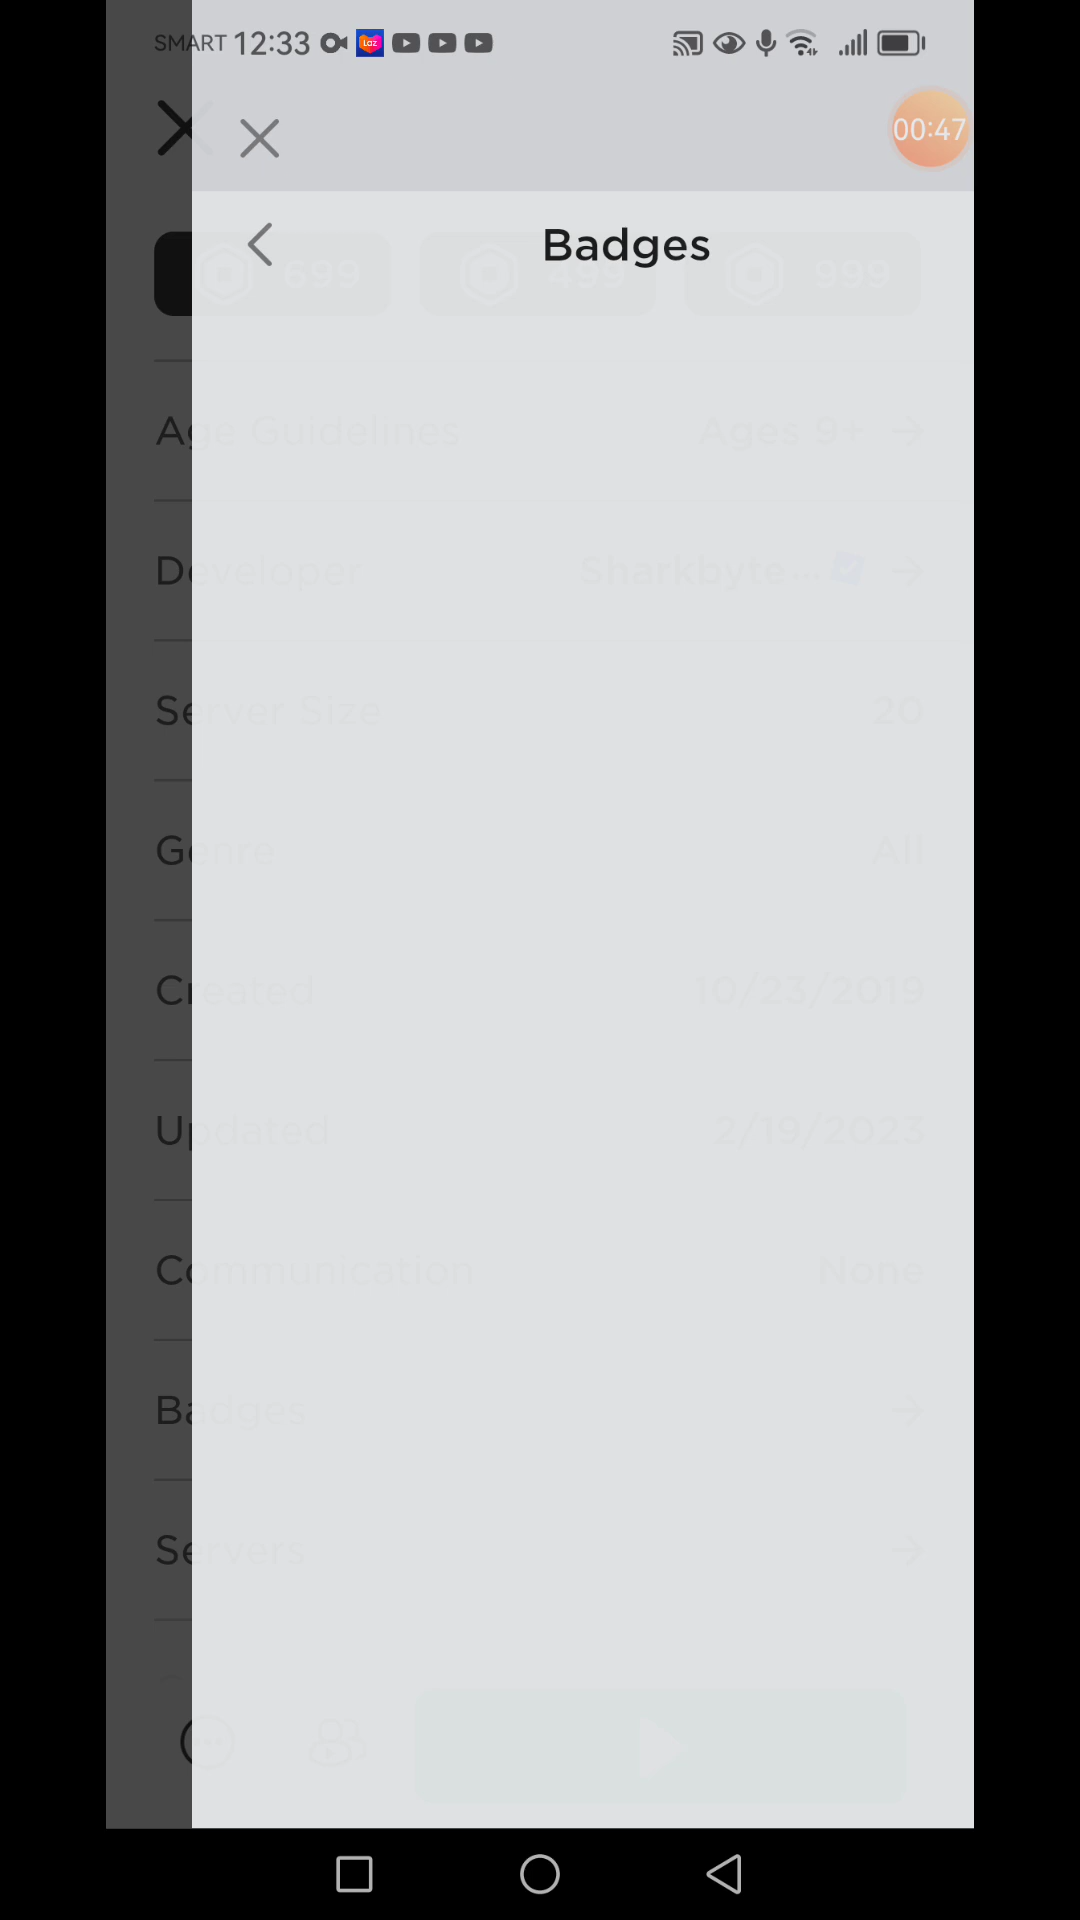 SMART 12:33 Laz
00:47
Badges
699 499 999
Age Guidelines Ages 9+
Developer Sharkbyte...
Server Size 20
Genre All
Created 10/23/2019
Updated 2/19/2023
Communication None
Badges
Servers